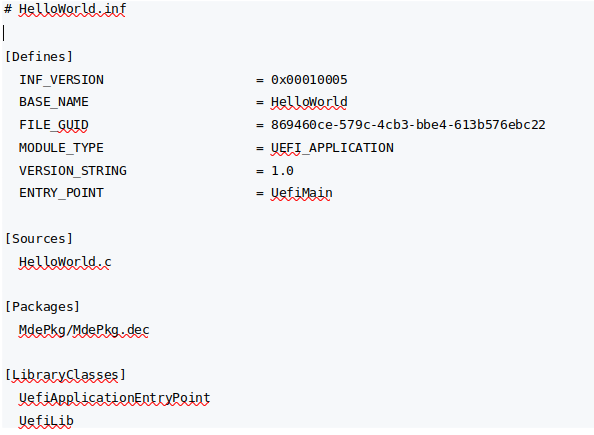 # HelloWorld.inf
[Defines]
INF_VERSION = 0x00010005
BASE_NAME = HelloWorld
FILE_GUID = 869460ce-579c-4cb3-bbe4-613b576ebc22
MODULE_TYPE = UEFI_APPLICATION
VERSION_STRING = 1.0
ENTRY_POINT = UefiMain
[Sources]
HelloWorld.c
[Packages]
MdePkg/MdePkg.dec
[LibraryClasses]
UefiApplicationEntryPoint
UefiLib